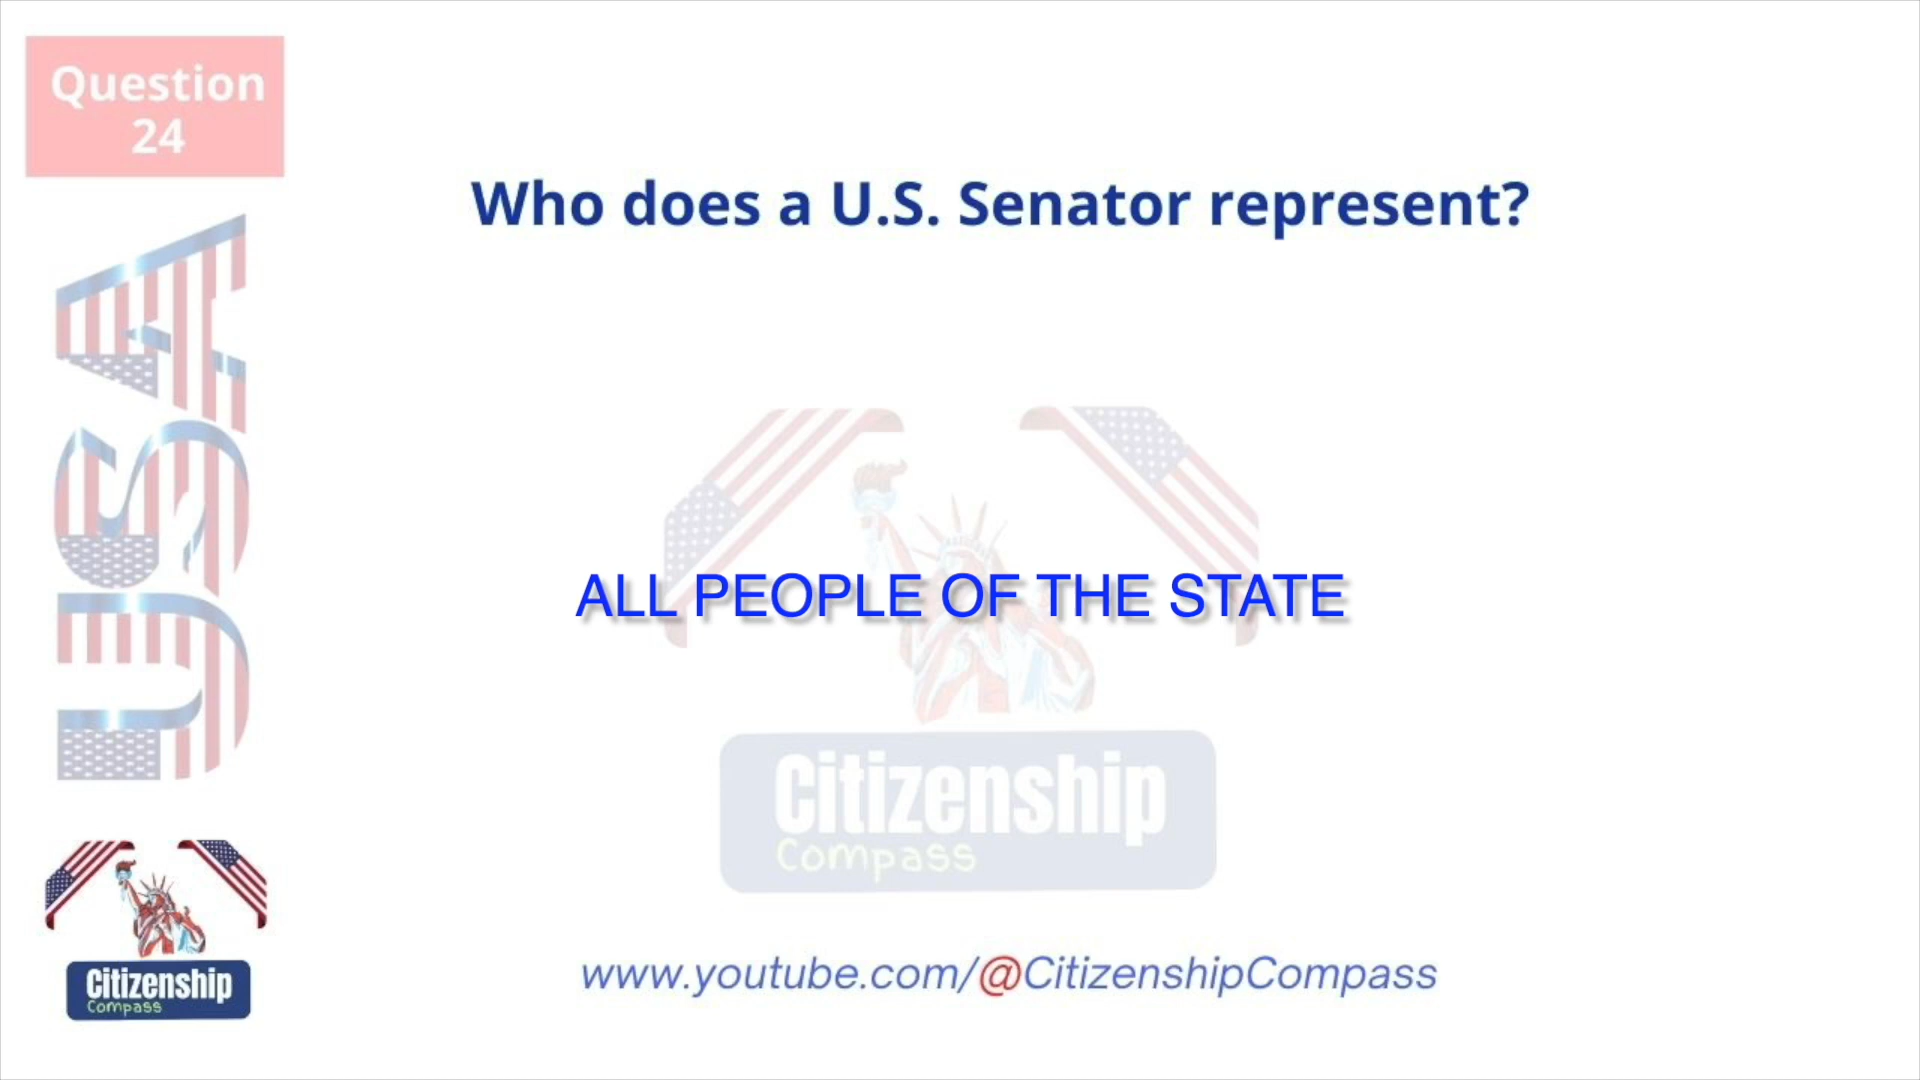 Question
24
Who does a U.S. Senator represent?
USA
ALL PEOPLE OF THE STATE
Citizenship
Compass
Citizenship
Compass
www.youtube.com/@CitizenshipCompass